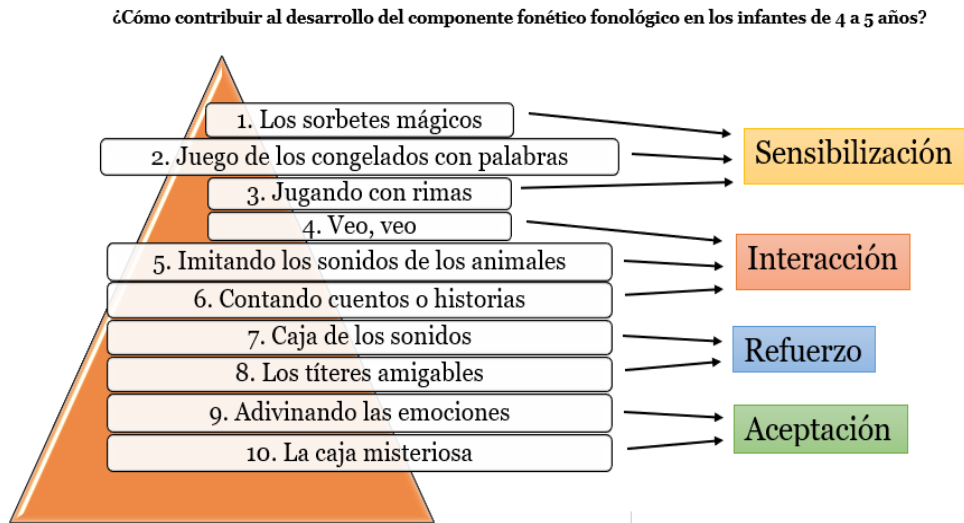 ¿Cómo contribuir al desarrollo del componente fonético fonológico en los infantes de 4 a 5 años?
1. Los sorbetes mágicos
2. Juego de los congelados con palabras
3. Jugando con rimas
Sensibilización
4. Veo, veo
5. Imitando los sonidos de los animales
6. Contando cuentos o historias
Interacción
7. Caja de los sonidos
8. Los títeres amigables
Refuerzo
9. Adivinando las emociones
10. La caja misteriosa
Aceptación